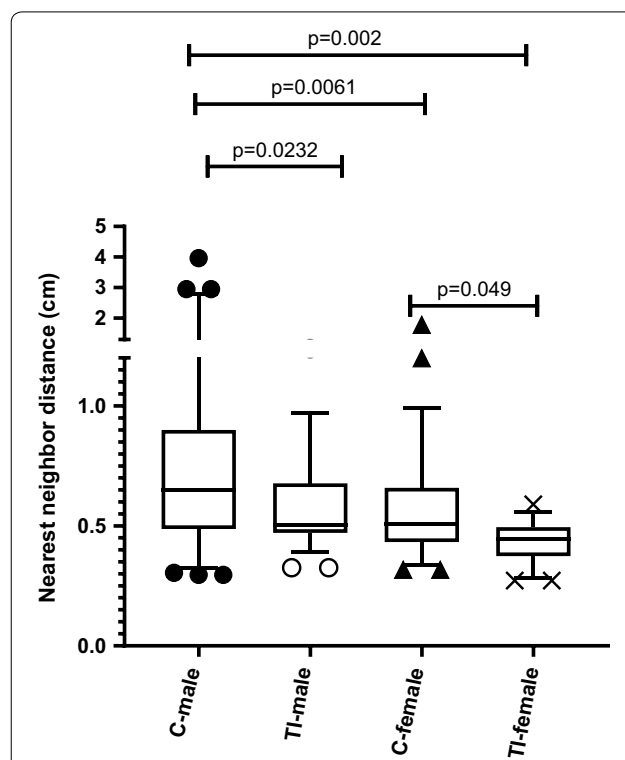 p=0.002
p=0.0061
p=0.0232
p=0.049
Nearest neighbor distance (cm)
5
4
3
2
1.0
0.5
0.0
C-male
TI-male
C-female
TI-female